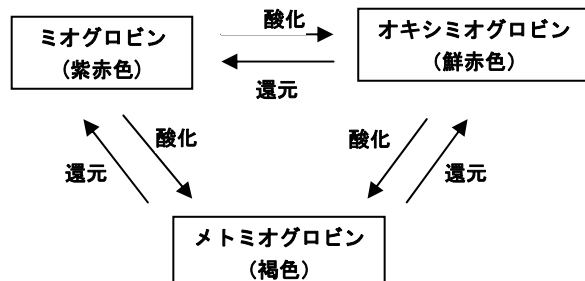 ミオグロビン
(紫赤色)
酸化
還元
オキシミオグロビン
(鮮赤色)
酸化
還元
酸化
還元
メトミオグロビン
(褐色)